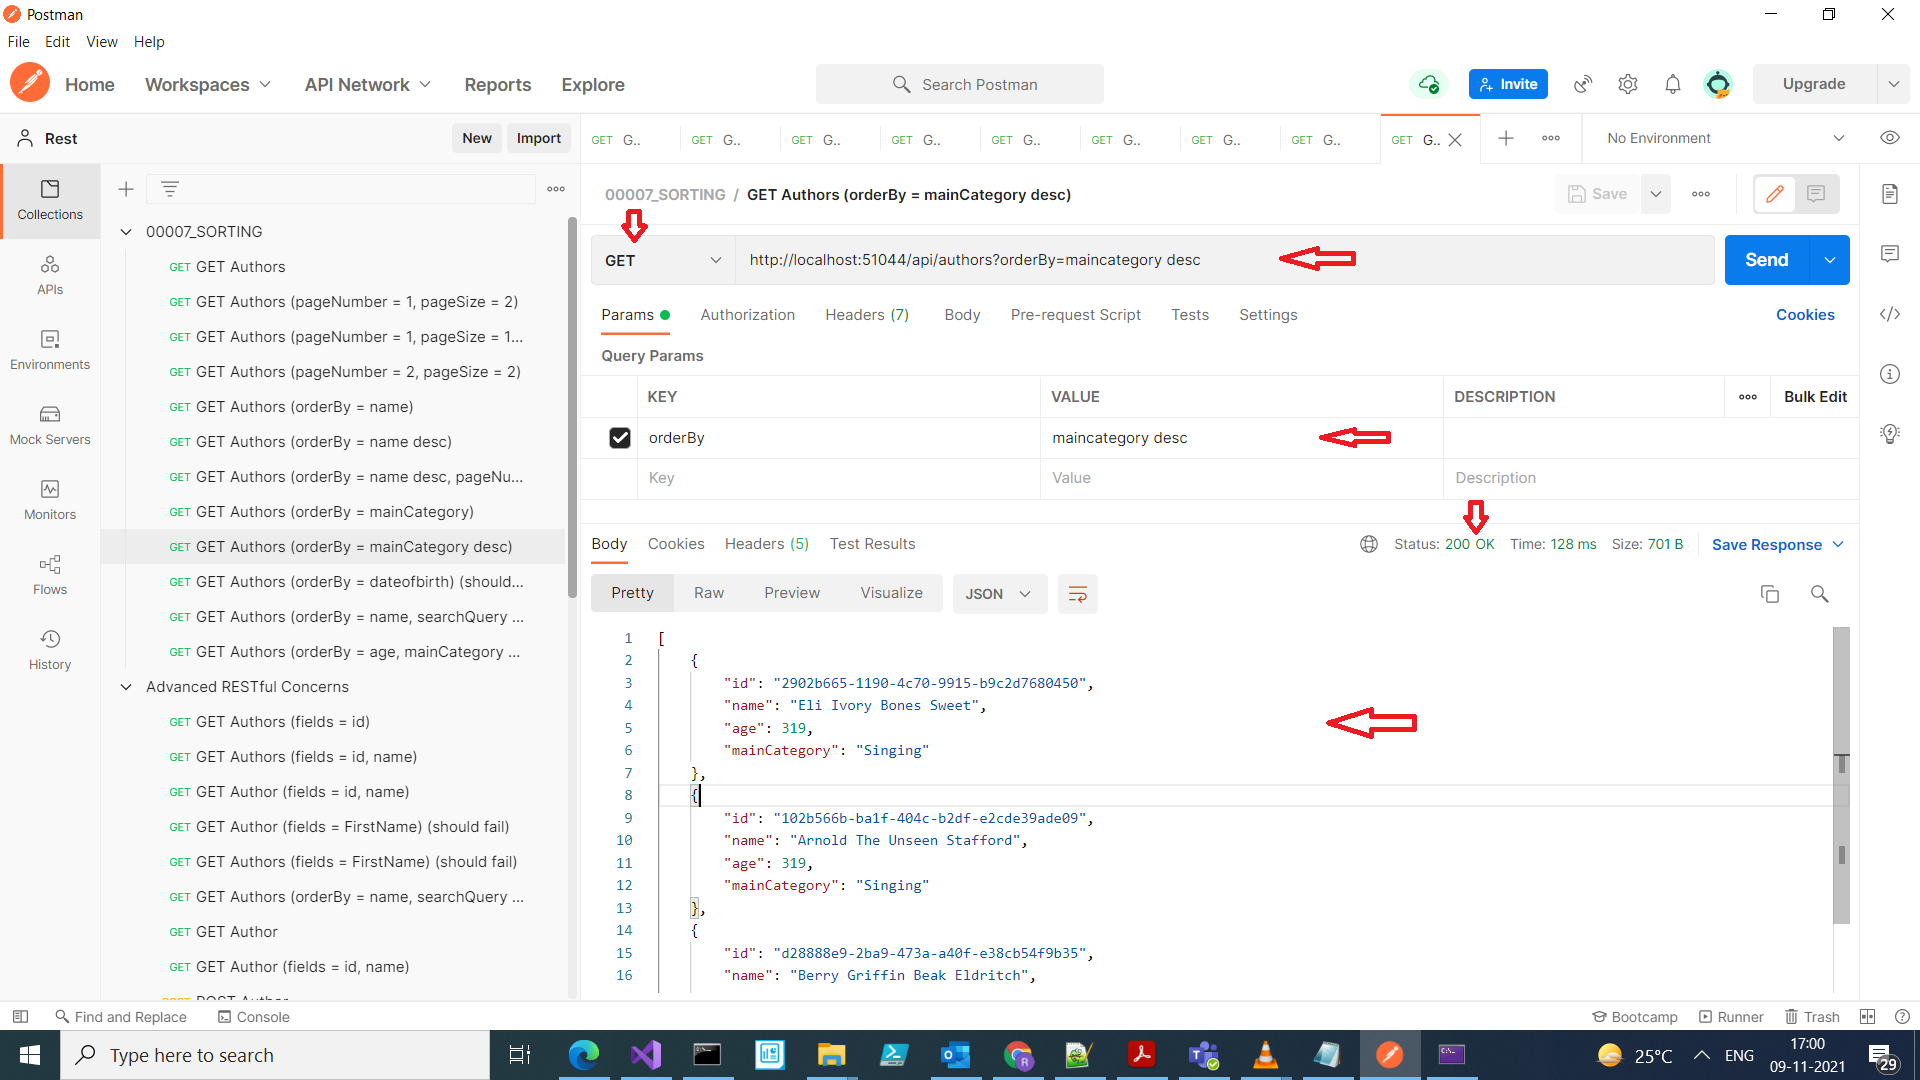 Postman
File Edit View Help
Home Workspaces API Network Reports Explore
Search Postman
Invite
Upgrade
Rest
New Import
GET G..
GET G..
GET G..
GET G..
GET G..
GET G..
GET G..
GET G..
GET G..
No Environment
Collections
APIs
Environments
Mock Servers
Monitors
Flows
History
00007_SORTING
GET GET Authors
GET GET Authors (pageNumber = 1, pageSize = 2)
GET GET Authors (pageNumber = 1, pageSize = 1...
GET GET Authors (pageNumber = 2, pageSize = 2)
GET GET Authors (orderBy = name)
GET GET Authors (orderBy = name desc)
GET GET Authors (orderBy = name desc, pageNu...
GET GET Authors (orderBy = mainCategory)
GET GET Authors (orderBy = mainCategory desc)
GET GET Authors (orderBy = dateofbirth) (should...
GET GET Authors (orderBy = name, searchQuery ...
GET GET Authors (orderBy = age, mainCategory ...
Advanced RESTful Concerns
GET GET Authors (fields = id)
GET GET Authors (fields = id, name)
GET GET Author (fields = id, name)
GET GET Author (fields = FirstName) (should fail)
GET GET Authors (fields = FirstName) (should fail)
GET GET Authors (orderBy = name, searchQuery ...
GET GET Author
GET GET Author (fields = id, name)
00007_SORTING / GET Authors (orderBy = mainCategory desc)
Save
GET http://localhost:51044/api/authors?orderBy=maincategory desc
Send
Params Authorization Headers (7) Body Pre-request Script Tests Settings
Cookies
Query Params
KEY VALUE DESCRIPTION Bulk Edit
orderBy maincategory desc
Key Value Description
Body Cookies Headers (5) Test Results
Status: 200 OK Time: 128 ms Size: 701 B Save Response
Pretty Raw Preview Visualize JSON
1 [
2 {
3 "id": "2902b665-1190-4c70-9915-b9c2d7680450",
4 "name": "Eli Ivory Bones Sweet",
5 "age": 319,
6 "mainCategory": "Singing"
7 },
8 {
9 "id": "102b566b-ba1f-404c-b2df-e2cde39ade09",
10 "name": "Arnold The Unseen Stafford",
11 "age": 319,
12 "mainCategory": "Singing"
13 },
14 {
15 "id": "d28888e9-2ba9-473a-a40f-e38cb54f9b35",
16 "name": "Berry Griffin Beak Eldritch",
Find and Replace Console
Bootcamp Runner Trash
Type here to search
25°C ENG
17:00
09-11-2021
29